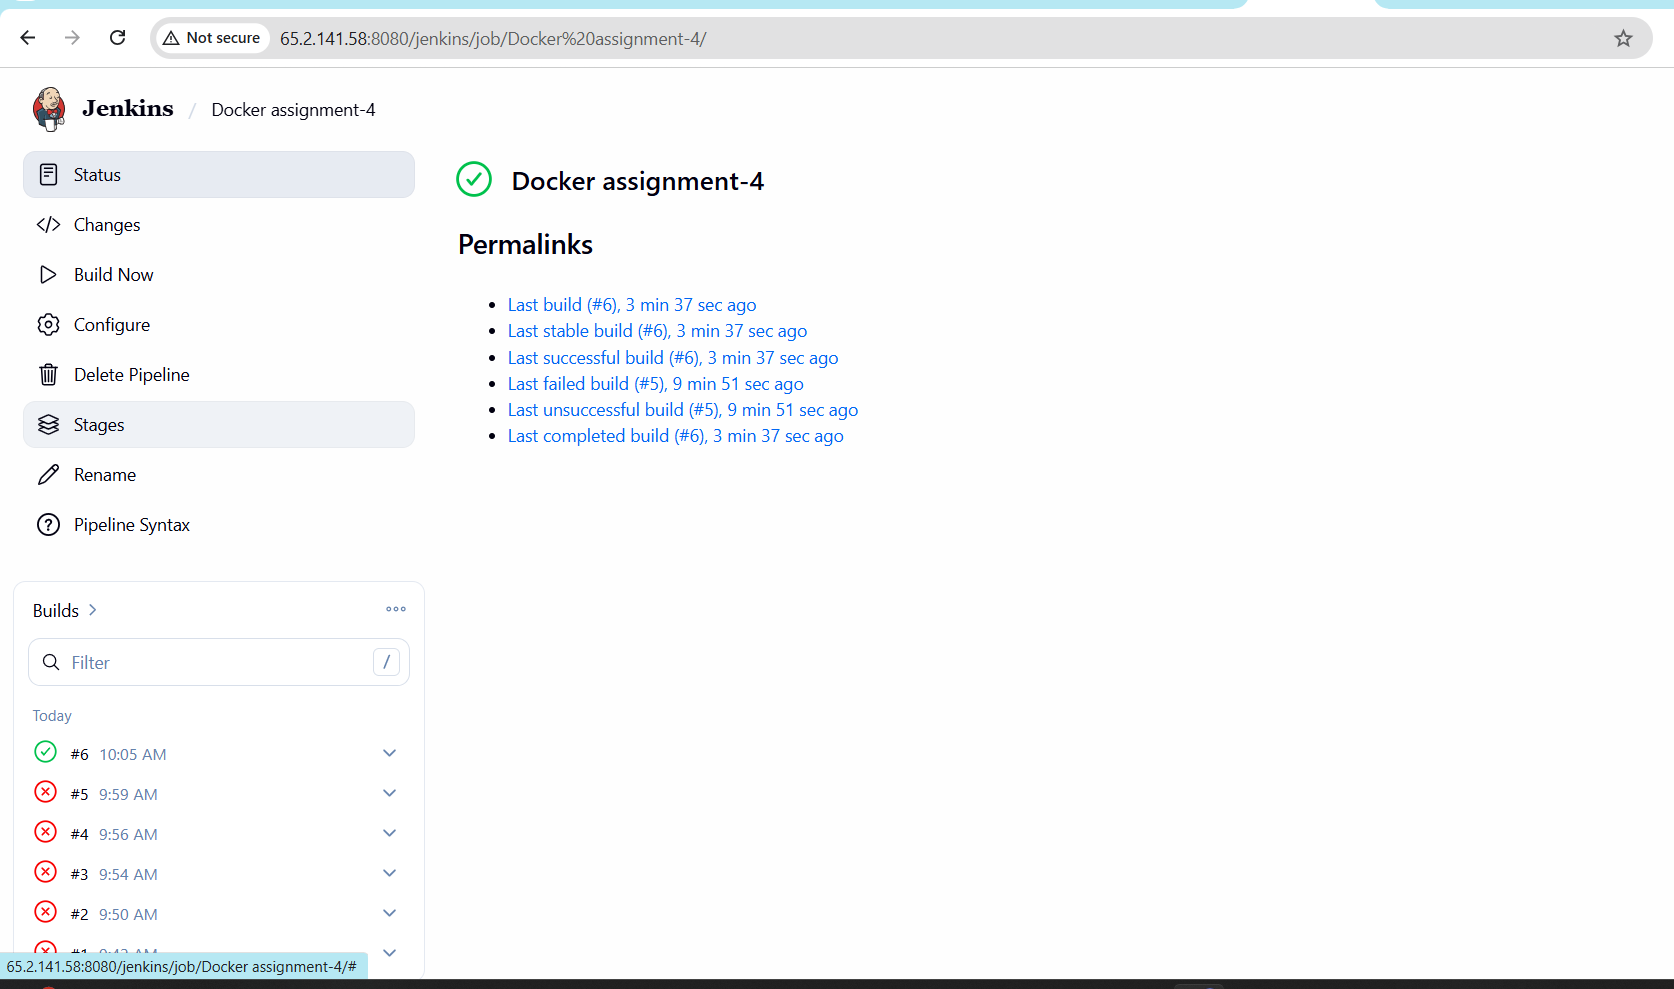 Not secure 65.2.141.58:8080/jenkins/job/Docker%20assignment-4/
Jenkins / Docker assignment-4
Status
Changes
Build Now
Configure
Delete Pipeline
Stages
Rename
Pipeline Syntax
Builds
Filter /
Today
#6 10:05 AM
#5 9:59 AM
#4 9:56 AM
#3 9:54 AM
#2 9:50 AM
65.2.141.58:8080/jenkins/job/Docker assignment-4/#
Docker assignment-4
Permalinks
Last build (#6), 3 min 37 sec ago
Last stable build (#6), 3 min 37 sec ago
Last successful build (#6), 3 min 37 sec ago
Last failed build (#5), 9 min 51 sec ago
Last unsuccessful build (#5), 9 min 51 sec ago
Last completed build (#6), 3 min 37 sec ago